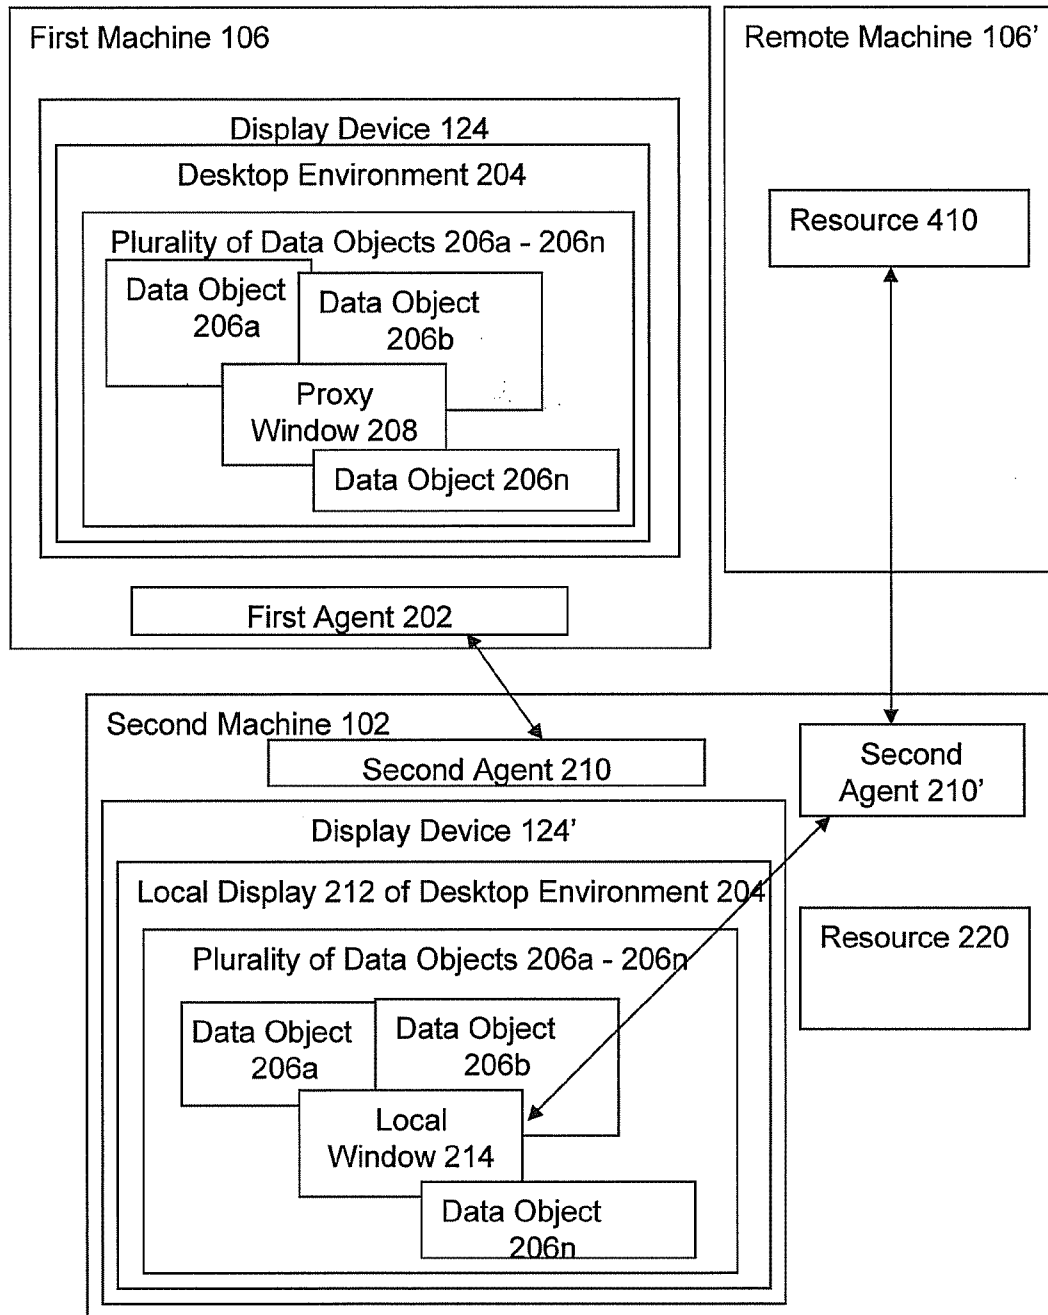 First Machine 106
Display Device 124
Desktop Environment 204
Plurality of Data Objects 206a - 206n
Data Object
206a
Data Object
206b
Proxy
Window 208
Data Object 206n
First Agent 202
Remote Machine 106’
Resource 410
Second Machine 102
Second Agent 210
Second
Agent 210’
Display Device 124’
Local Display 212 of Desktop Environment 204
Plurality of Data Objects 206a - 206n
Data Object
206a
Data Object
206b
Local
Window 214
Data Object
206n
Resource 220